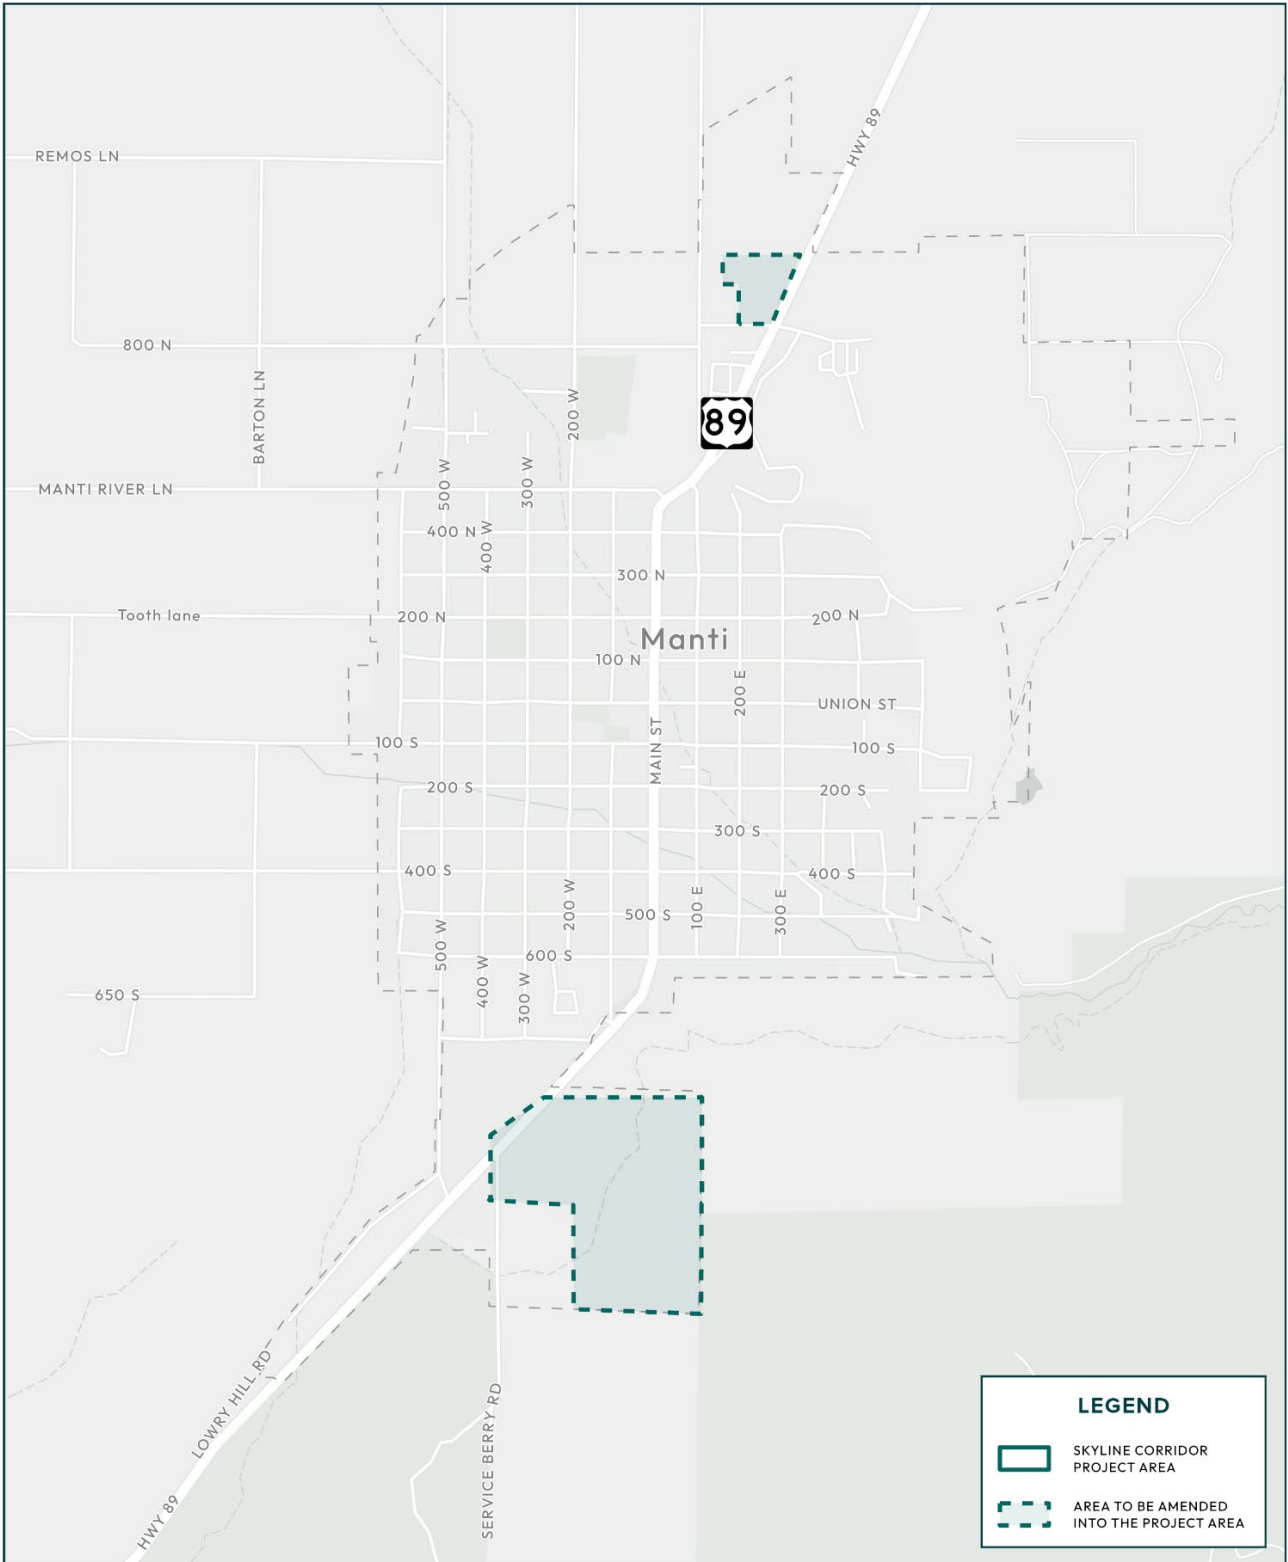 HWY 89
REMOS LN
800 N
BARTON LN
200 W
89
MANTI RIVER LN
500 W
300 W
400 N
400 W
300 N
Tooth lane
200 N
200 N
Manti
100 N
200 E
UNION ST
100 S
MAIN ST
100 S
200 S
200 S
300 S
400 S
400 S
200 W
500 S
100 E
300 E
500 W
600 S
400 W
300 W
650 S
LOWRY HILL RD
SERVICE BERRY RD
HWY 89
LEGEND
SKYLINE CORRIDOR
PROJECT AREA
AREA TO BE AMENDED
INTO THE PROJECT AREA